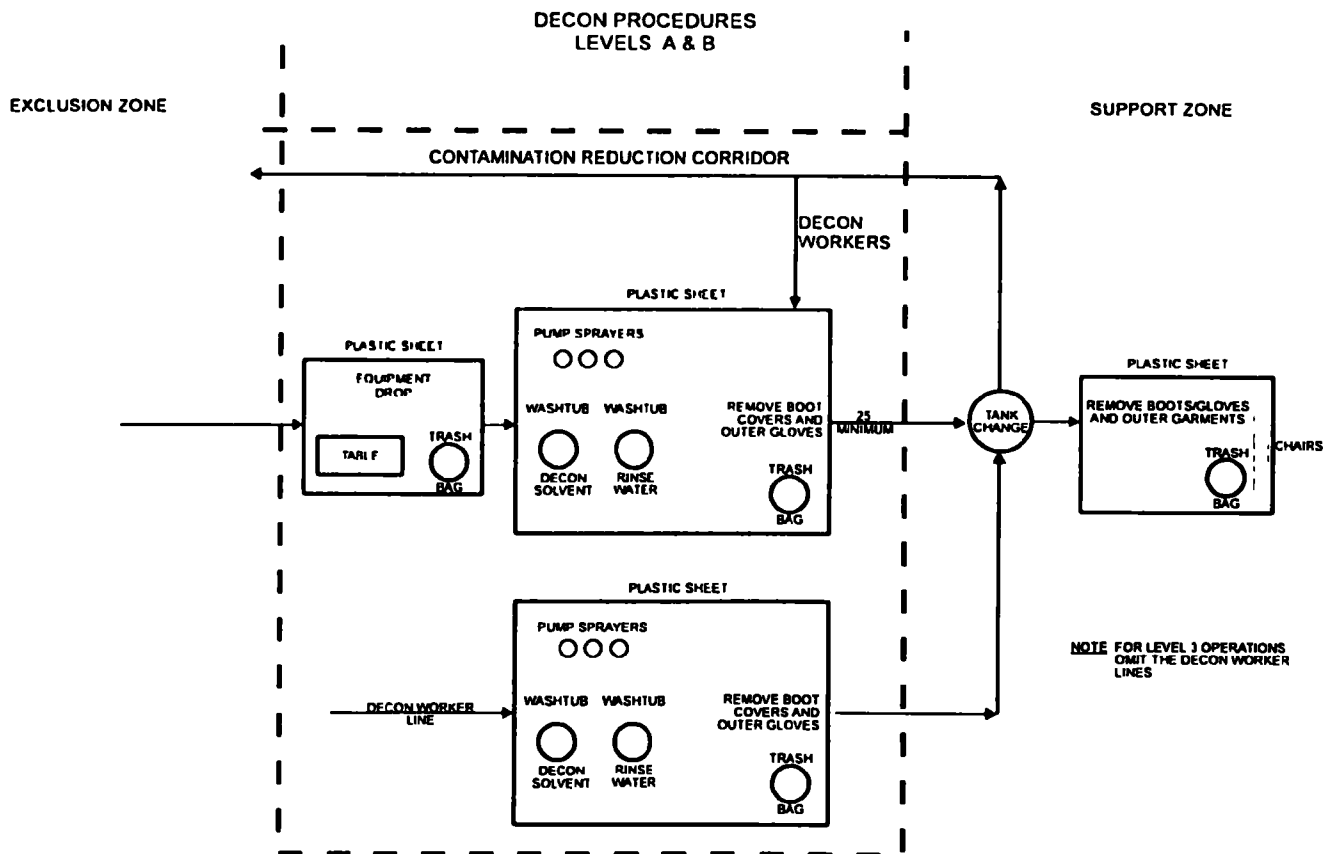 DECON PROCEDURES
LEVELS A & B
EXCLUSION ZONE
SUPPORT ZONE
CONTAMINATION REDUCTION CORRIDOR
DECON
WORKERS
PLASTIC SHEET
EQUIPMENT
DROP
TABLE
TRASH
BAG
PLASTIC SHEET
PUMP SPRAYERS
WASHTUB WASHTUB
DECON
SOLVENT
RINSE
WATER
REMOVE BOOT
COVERS AND
OUTER GLOVES
TRASH
BAG
25
MINIMUM
TANK
CHANGE
PLASTIC SHEET
REMOVE BOOTS/GLOVES
AND OUTER GARMENTS
TRASH
BAG
CHAIRS
PLASTIC SHEET
PUMP SPRAYERS
DECON WORKER
LINE
WASHTUB WASHTUB
DECON
SOLVENT
RINSE
WATER
REMOVE BOOT
COVERS AND
OUTER GLOVES
TRASH
BAG
NOTE FOR LEVEL 3 OPERATIONS
OMIT THE DECON WORKER
LINES